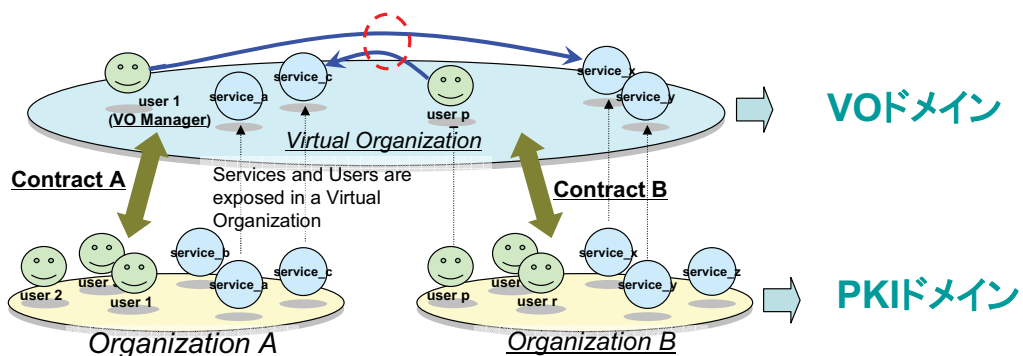 service_c
service_x
service_a
service_y
user 1
(VO Manager)
user p
Virtual Organization
VOドメイン
Contract A
Services and Users are
exposed in a Virtual
Organization
Contract B
service_b
service_c
service_a
user 2
user
user 1
service_x
service_z
service_y
user p
user
user r
PKIドメイン
Organization A
Organization B